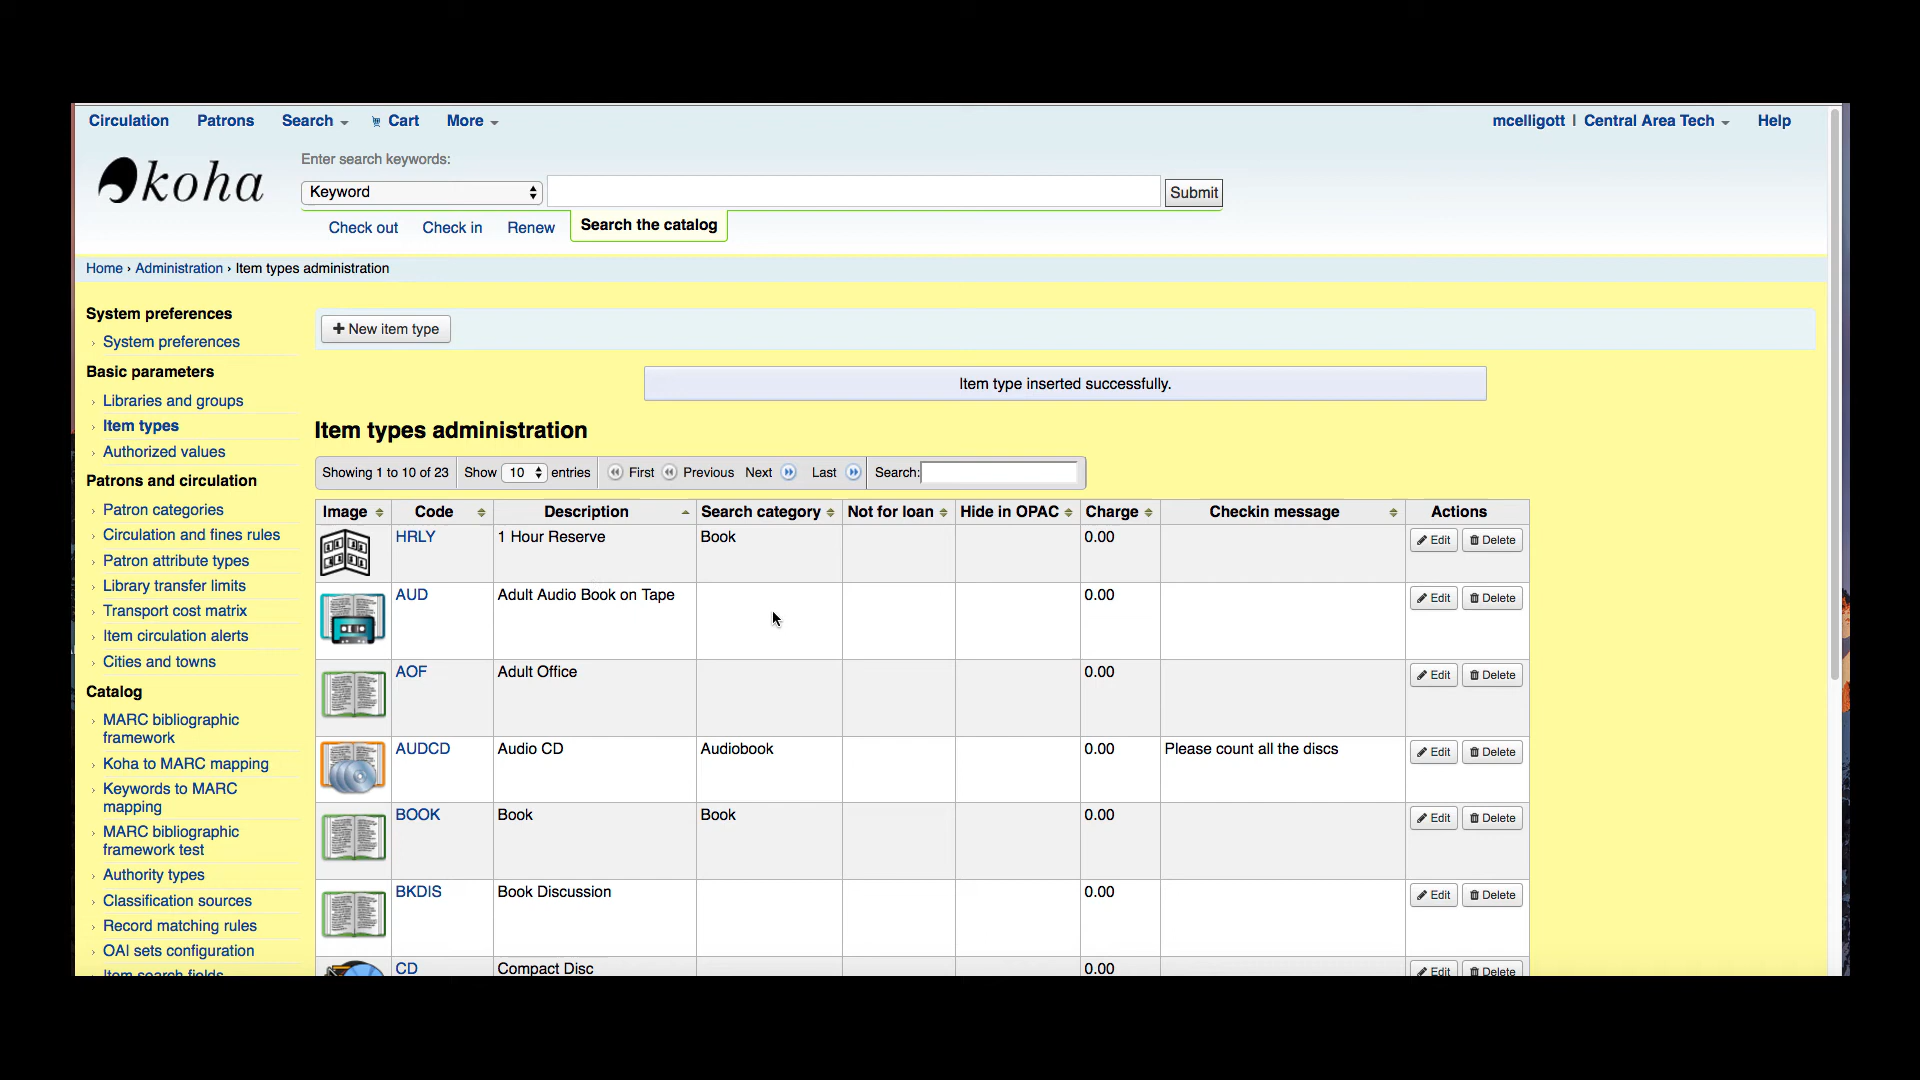 Circulation Patrons Search Cart More mcelligott | Central Area Tech Help
koha
Enter search keywords:
Keyword Submit
Check out Check in Renew Search the catalog
Home › Administration › Item types administration
System preferences
› System preferences
Basic parameters
› Libraries and groups
› Item types
› Authorized values
Patrons and circulation
› Patron categories
› Circulation and fines rules
› Patron attribute types
› Library transfer limits
› Transport cost matrix
› Item circulation alerts
› Cities and towns
Catalog
› MARC bibliographic
framework
› Koha to MARC mapping
› Keywords to MARC
mapping
› MARC bibliographic
framework test
› Authority types
› Classification sources
› Record matching rules
› OAI sets configuration
› Item search fields
+ New item type
Item type inserted successfully.
Item types administration
Showing 1 to 10 of 23 Show 10 entries First Previous Next Last Search:
Image Code Description Search category Not for loan Hide in OPAC Charge Checkin message Actions
HRLY 1 Hour Reserve Book 0.00 Edit Delete
AUD Adult Audio Book on Tape 0.00 Edit Delete
AOF Adult Office 0.00 Edit Delete
AUDCD Audio CD Audiobook 0.00 Please count all the discs Edit Delete
BOOK Book Book 0.00 Edit Delete
BKDIS Book Discussion 0.00 Edit Delete
CD Compact Disc 0.00 Edit Delete